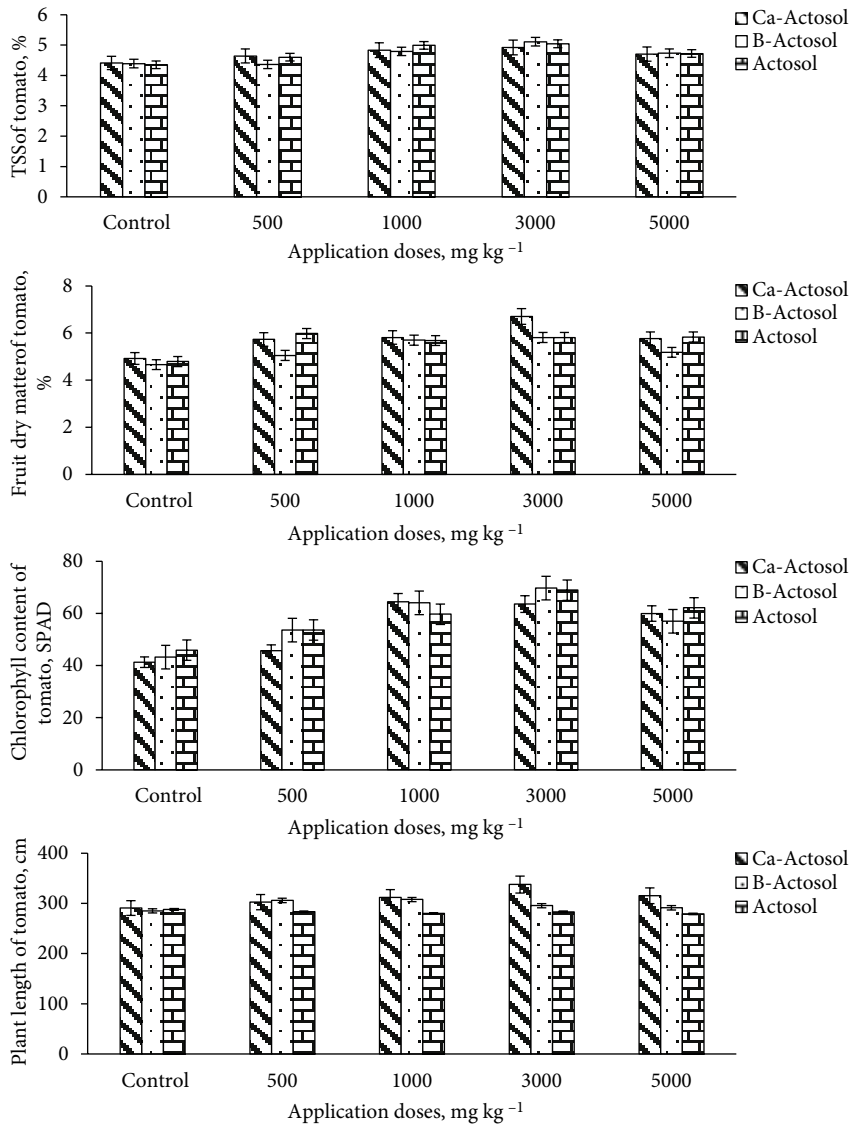 TSSof tomato, %
6
5
4
3
2
1
0
Control 500 1000 3000 5000
Application doses, mg kg –1
Ca-Actosol
B-Actosol
Actosol
Fruit dry matterof tomato,
%
8
6
4
2
0
Control 500 1000 3000 5000
Application doses, mg kg –1
Ca-Actosol
B-Actosol
Actosol
Chlorophyll content of
tomato, SPAD
80
60
40
20
0
Control 500 1000 3000 5000
Application doses, mg kg –1
Ca-Actosol
B-Actosol
Actosol
Plant length of tomato, cm
400
300
200
100
0
Control 500 1000 3000 5000
Application doses, mg kg –1
Ca-Actosol
B-Actosol
Actosol